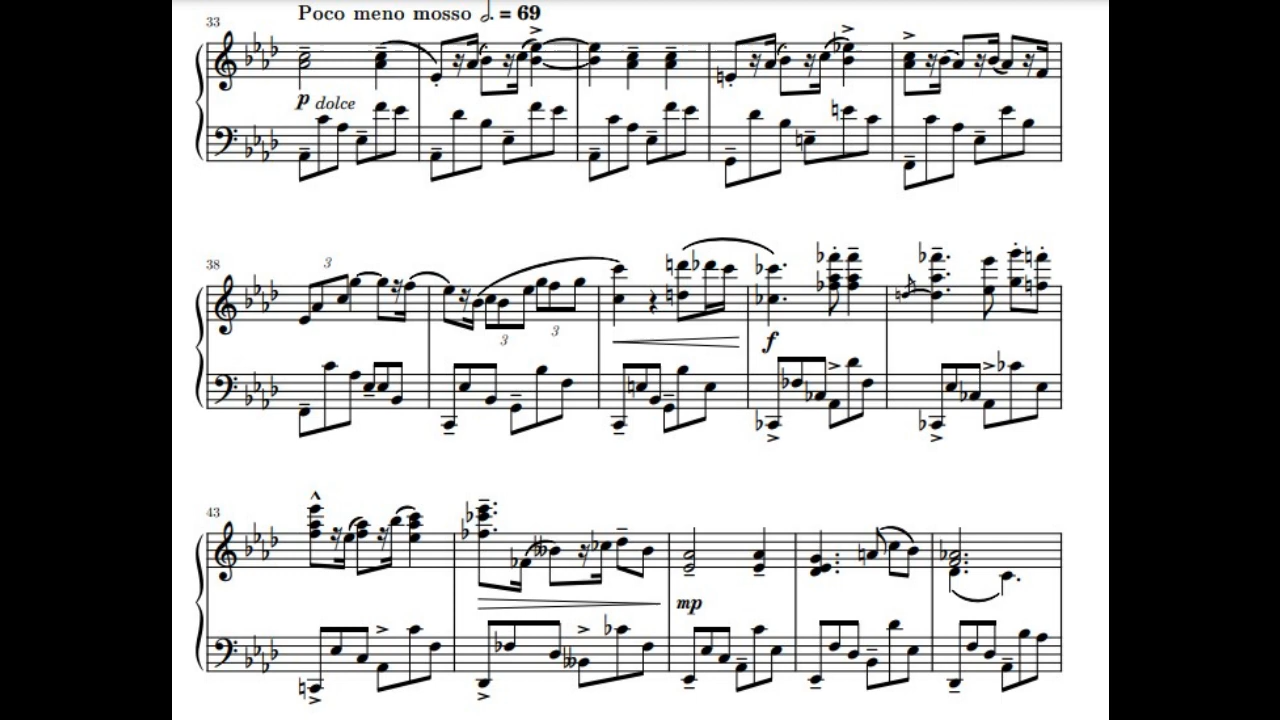 Poco meno mosso 𝅗𝅥. = 69
33
p dolce
38
3
3
3
f
43
mp